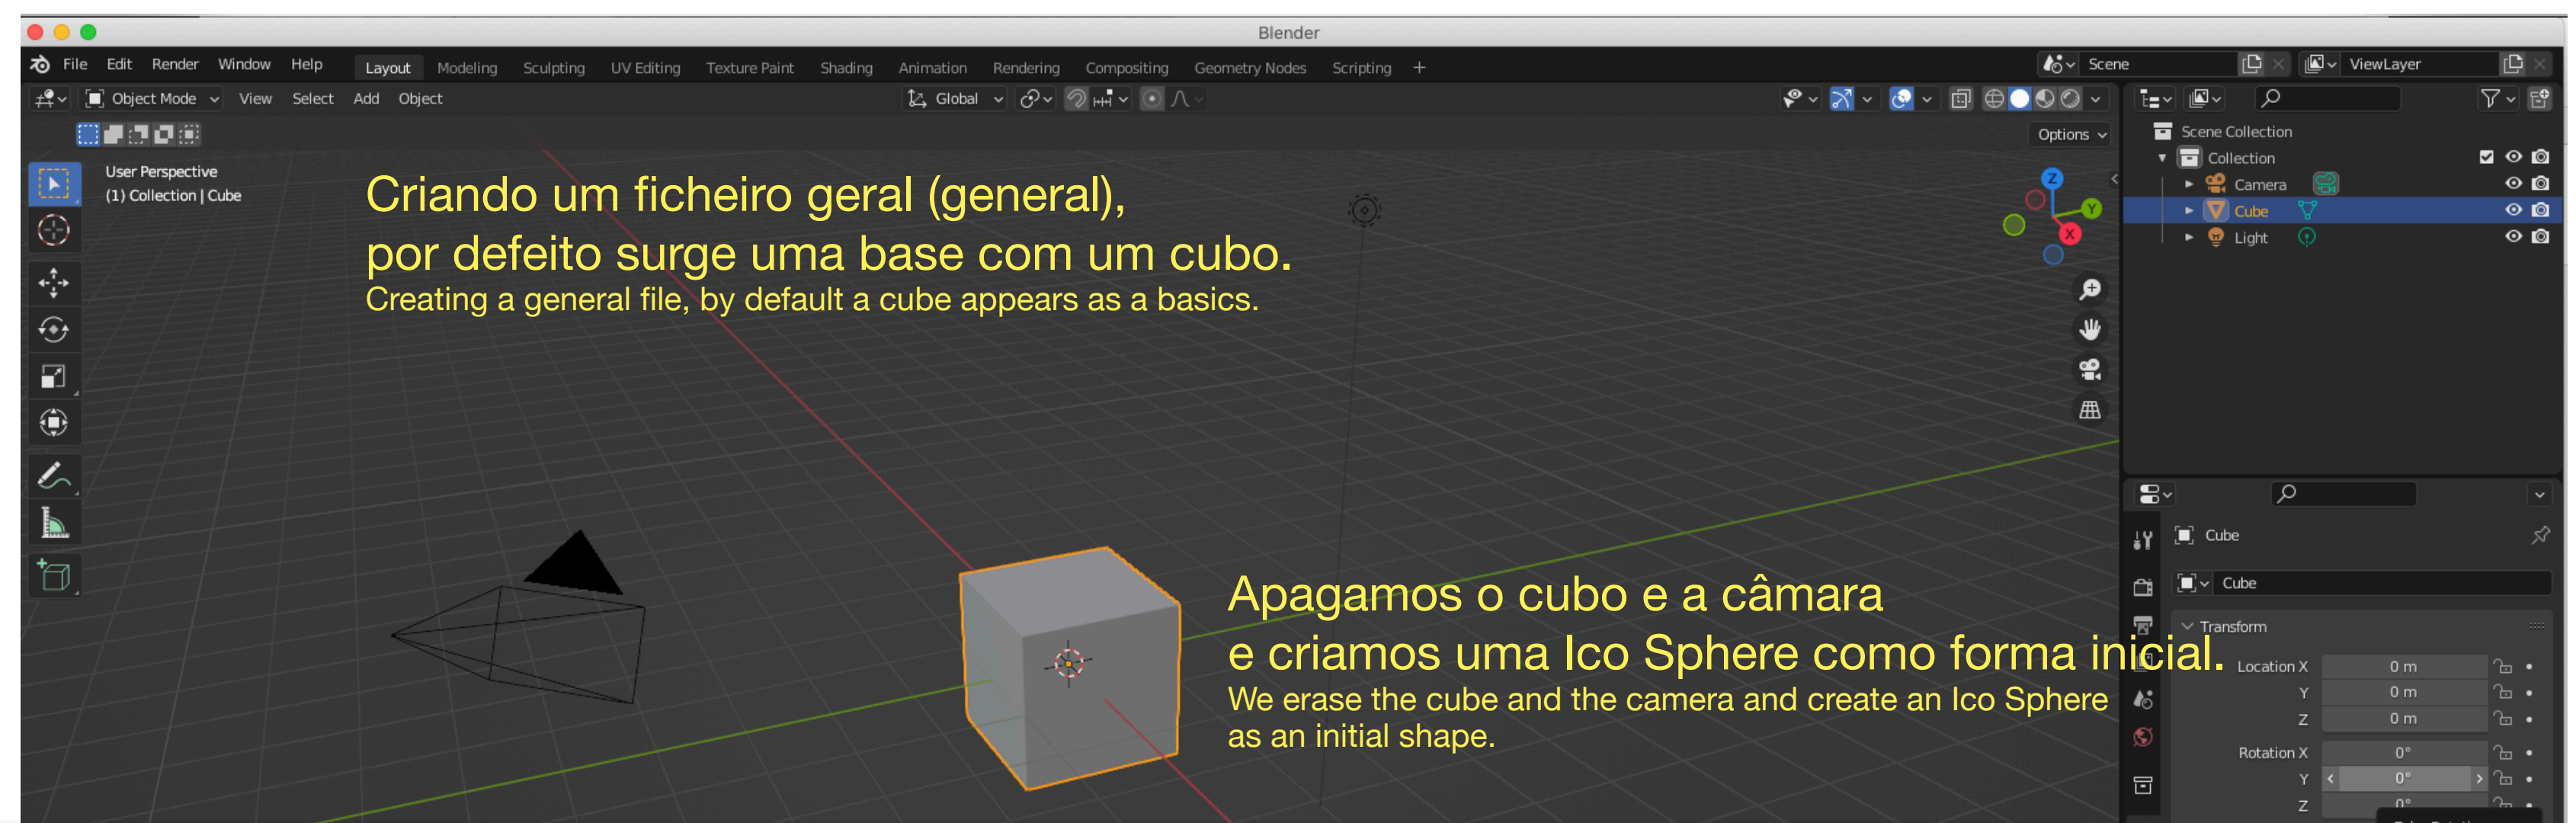 Blender
File Edit Render Window Help Layout Modeling Sculpting UV Editing Texture Paint Shading Animation Rendering Compositing Geometry Nodes Scripting + Scene ViewLayer
Object Mode View Select Add Object Global
Options
User Perspective
(1) Collection | Cube
Criando um ficheiro geral (general),
por defeito surge uma base com um cubo.
Creating a general file, by default a cube appears as a basics.
Z
Y
X
Scene Collection
Collection
Camera
Cube
Light
Apagamos o cubo e a câmara
e criamos uma Ico Sphere como forma inicial.
We erase the cube and the camera and create an Ico Sphere
as an initial shape.
Cube
Cube
Transform
Location X 0 m
Y 0 m
Z 0 m
Rotation X 0°
Y 0°
Z 0°